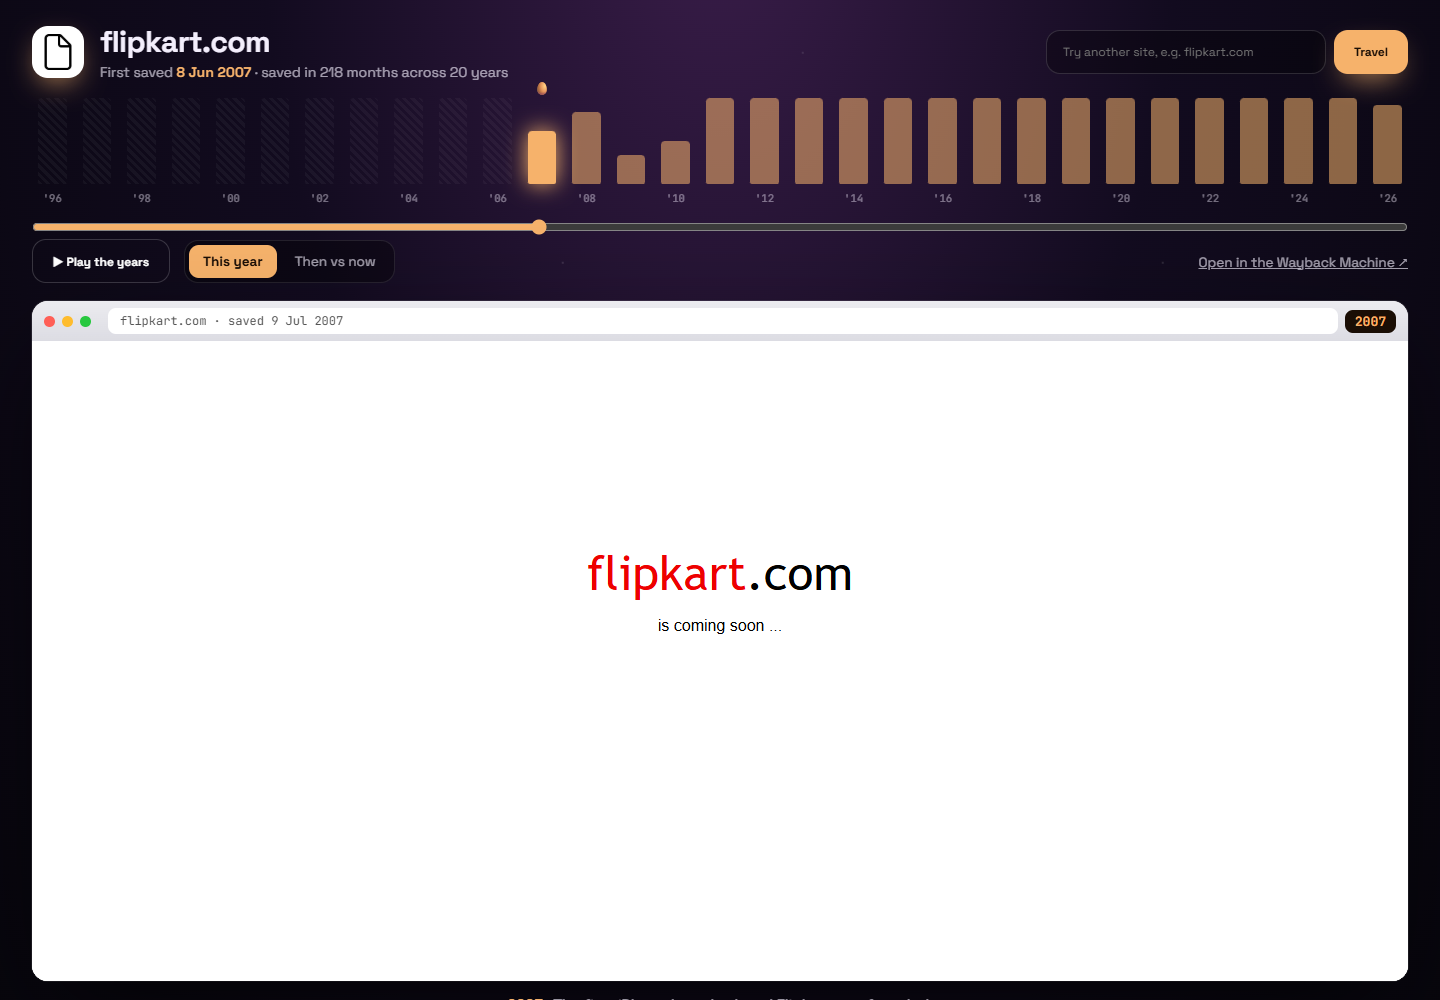 flipkart.com
First saved 8 Jun 2007 · saved in 218 months across 20 years
Try another site, e.g. flipkart.com
Travel
'96 '98 '00 '02 '04 '06 '08 '10 '12 '14 '16 '18 '20 '22 '24 '26
▶ Play the years
This year
Then vs now
Open in the Wayback Machine ↗
flipkart.com · saved 9 Jul 2007
2007
flipkart.com
is coming soon ...